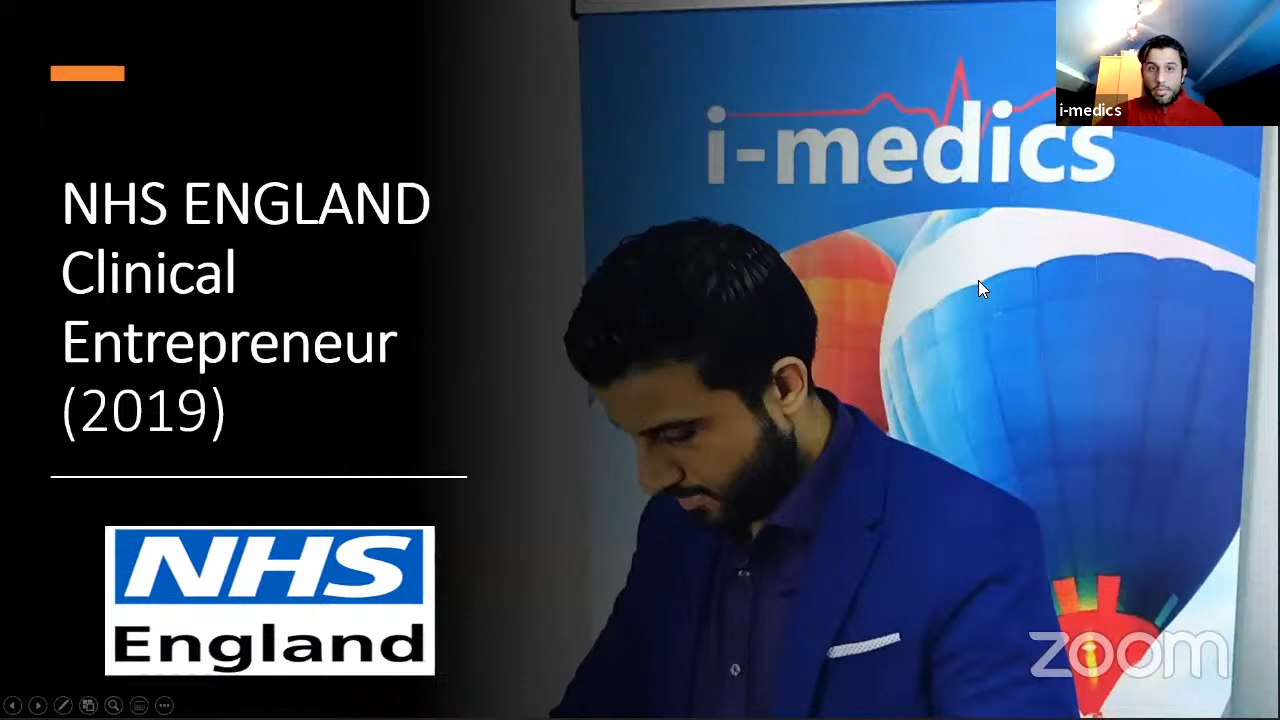 NHS ENGLAND
Clinical
Entrepreneur
(2019)
NHS
England
i-medics
i-medics
zoom